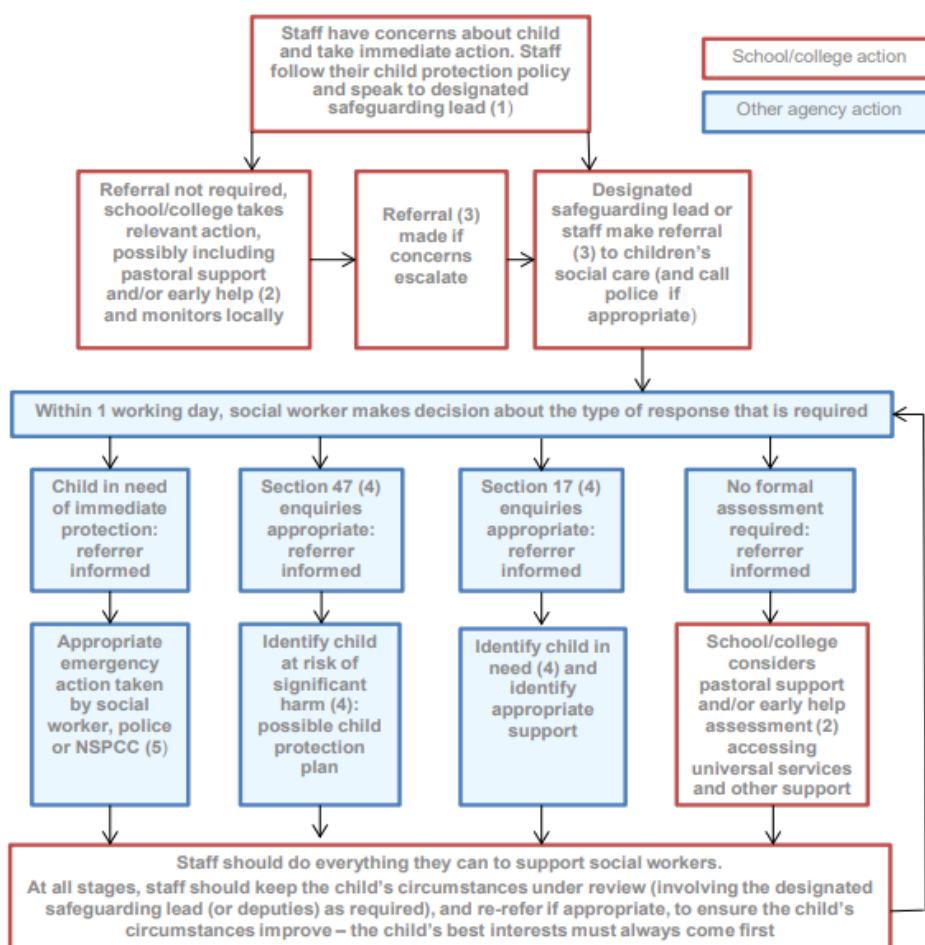 Staff have concerns about child
and take immediate action. Staff
follow their child protection policy
and speak to designated
safeguarding lead (1)
School/college action
Other agency action
Referral not required,
school/college takes
relevant action,
possibly including
pastoral support
and/or early help (2)
and monitors locally
Referral (3)
made if
concerns
escalate
Designated
safeguarding lead or
staff make referral
(3) to children's
social care (and call
police if
appropriate)
Within 1 working day, social worker makes decision about the type of response that is required
Child in need
of immediate
protection:
referrer
informed
Section 47 (4)
enquiries
appropriate:
referrer
informed
Section 17 (4)
enquiries
appropriate:
referrer
informed
No formal
assessment
required:
referrer
informed
Appropriate
emergency
action taken
by social
worker, police
or NSPCC (5)
Identify child
at risk of
significant
harm (4):
possible child
protection
plan
Identify child in
need (4) and
identify
appropriate
support
School/college
considers
pastoral support
and/or early help
assessment (2)
accessing
universal services
and other support
Staff should do everything they can to support social workers.
At all stages, staff should keep the child's circumstances under review (involving the designated
safeguarding lead (or deputies) as required), and re-refer if appropriate, to ensure the child's
circumstances improve – the child's best interests must always come first